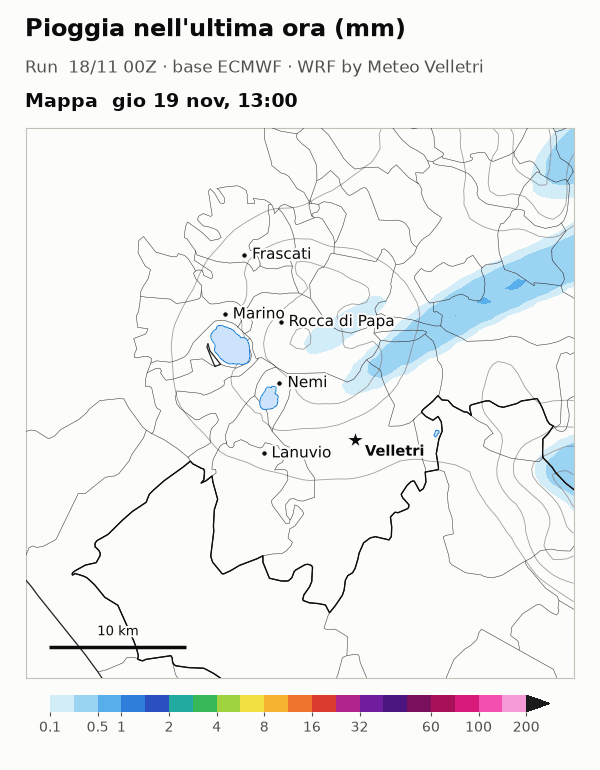 Pioggia nell'ultima ora (mm)
Run  18/11 00Z · base ECMWF · WRF by Meteo Velletri
Mappa  gio 19 nov, 13:00
Frascati
Marino
Rocca di Papa
Nemi
Velletri
Lanuvio
10 km
0.1 0.5 1 2 4 8 16 32 60 100 200